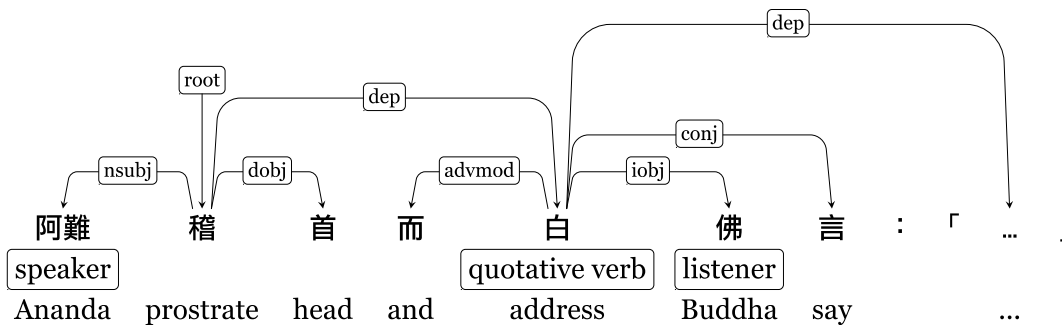 dep
root
dep
conj
nsubj dobj advmod iobj
阿難 稽 首 而 白 佛 言 : 「 ...
speaker quotative verb listener
Ananda prostrate head and address Buddha say ...